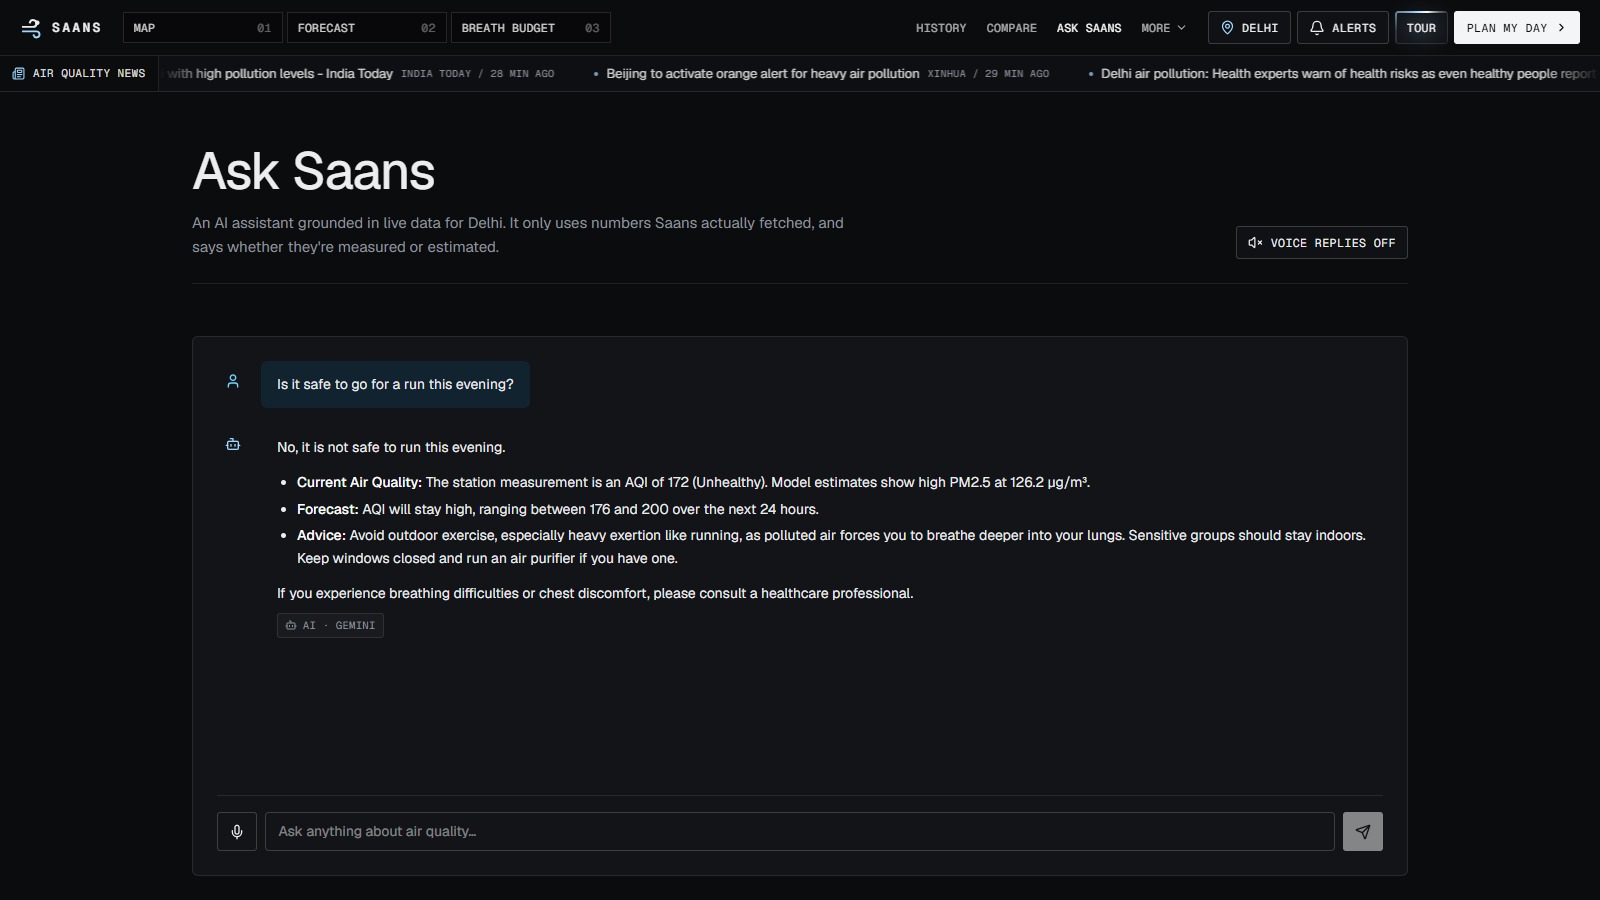 SAANS
MAP 01
FORECAST 02
BREATH BUDGET 03
HISTORY
COMPARE
ASK SAANS
MORE
DELHI
ALERTS
TOUR
PLAN MY DAY
AIR QUALITY NEWS
with high pollution levels - India Today INDIA TODAY / 28 MIN AGO
• Beijing to activate orange alert for heavy air pollution XINHUA / 29 MIN AGO
• Delhi air pollution: Health experts warn of health risks as even healthy people report
Ask Saans
An AI assistant grounded in live data for Delhi. It only uses numbers Saans actually fetched, and
says whether they're measured or estimated.
VOICE REPLIES OFF
Is it safe to go for a run this evening?
No, it is not safe to run this evening.
• Current Air Quality: The station measurement is an AQI of 172 (Unhealthy). Model estimates show high PM2.5 at 126.2 µg/m³.
• Forecast: AQI will stay high, ranging between 176 and 200 over the next 24 hours.
• Advice: Avoid outdoor exercise, especially heavy exertion like running, as polluted air forces you to breathe deeper into your lungs. Sensitive groups should stay indoors.
Keep windows closed and run an air purifier if you have one.
If you experience breathing difficulties or chest discomfort, please consult a healthcare professional.
AI · GEMINI
Ask anything about air quality…